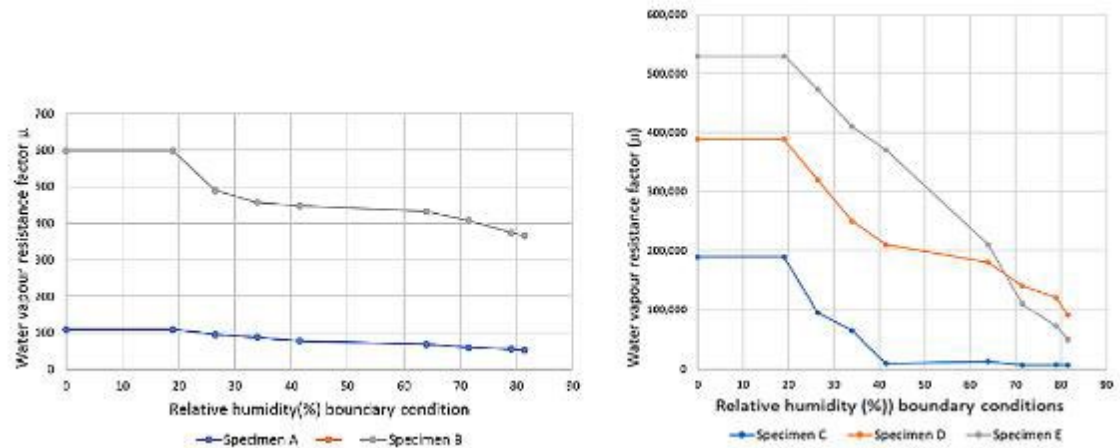 700
600
500
400
300
200
100
0
0 10 20 30 40 50 60 70 80 90
Water vapour resistance factor μ
Relative humidity(%) boundary condition
Specimen A Specimen B
600,000
500,000
400,000
300,000
200,000
100,000
0
0 10 20 30 40 50 60 70 80 90
Water vapour resistance factor (μ)
Relative humidity (%)) boundary conditions
Specimen C Specimen D Specimen E